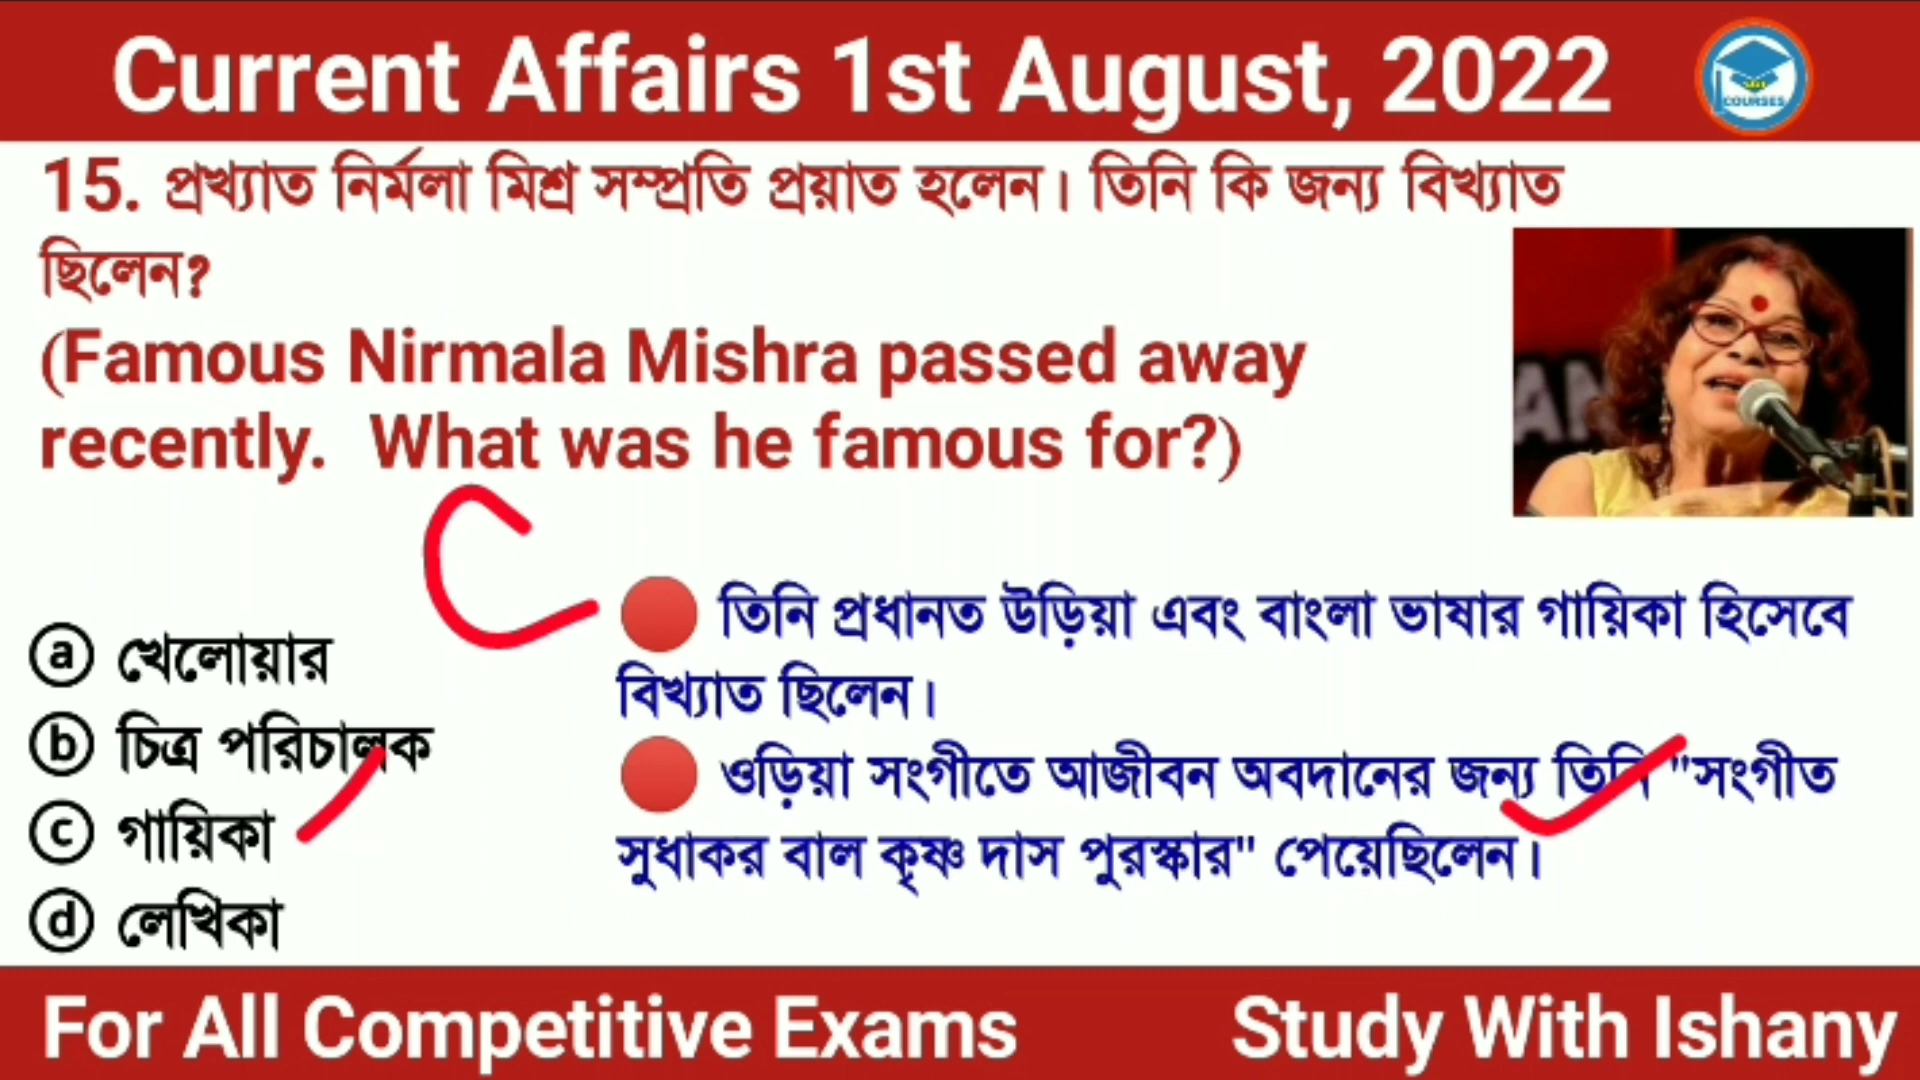 Current Affairs 1st August, 2022
COURSES
15. প্রখ্যাত নির্মলা মিশ্র সম্প্রতি প্রয়াত হলেন। তিনি কি জন্য বিখ্যাত
ছিলেন?
(Famous Nirmala Mishra passed away
recently. What was he famous for?)
ⓐ খেলোয়ার
ⓑ চিত্র পরিচালক
ⓒ গায়িকা
ⓓ লেখিকা
🔴 তিনি প্রধানত উড়িয়া এবং বাংলা ভাষার গায়িকা হিসেবে
বিখ্যাত ছিলেন।
🔴 ওড়িয়া সংগীতে আজীবন অবদানের জন্য তিনি "সংগীত
সুধাকর বাল কৃষ্ণ দাস পুরস্কার" পেয়েছিলেন।
For All Competitive Exams
Study With Ishany